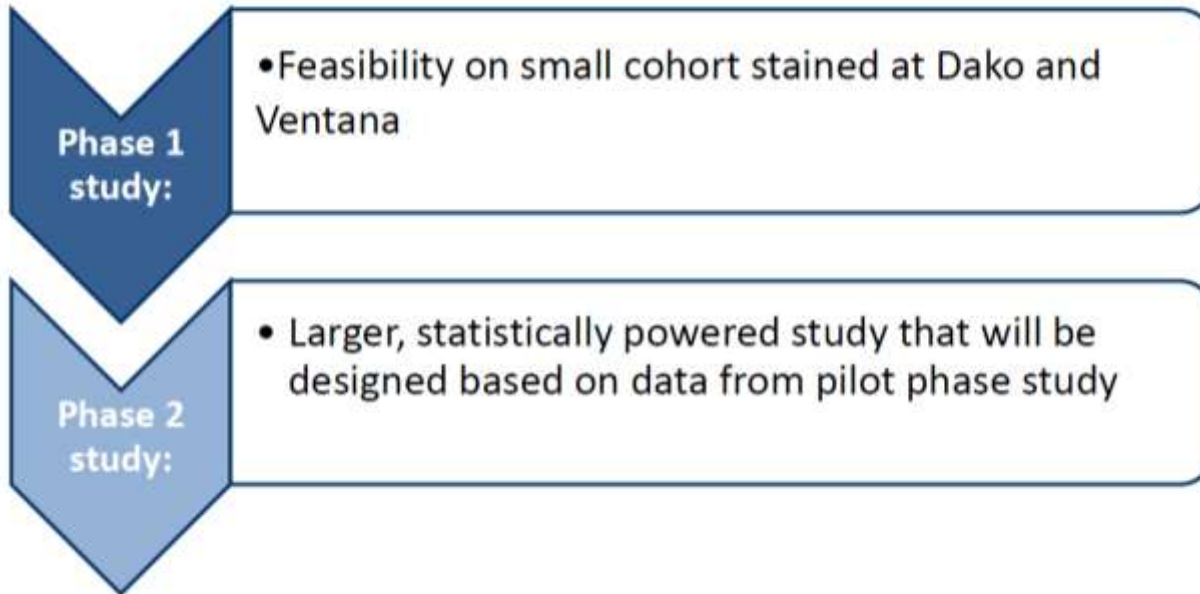 Phase 1
study:
•Feasibility on small cohort stained at Dako and
Ventana
Phase 2
study:
• Larger, statistically powered study that will be
designed based on data from pilot phase study